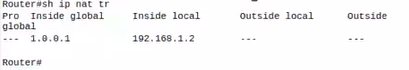 Router#sh ip nat tr
Pro  Inside global     Inside local     Outside local     Outside
global
---  1.0.0.1           192.168.1.2      ---               ---
Router#